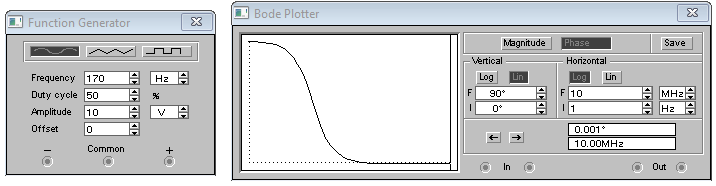 Function Generator
Frequency 170 Hz
Duty cycle 50 %
Amplitude 10 V
Offset 0
− Common +
Bode Plotter
Magnitude Phase Save
Vertical Horizontal
Log Lin Log Lin
F 90° F 10 MHz
I 0° I 1 Hz
← →
0.001°
10.00MHz
In Out